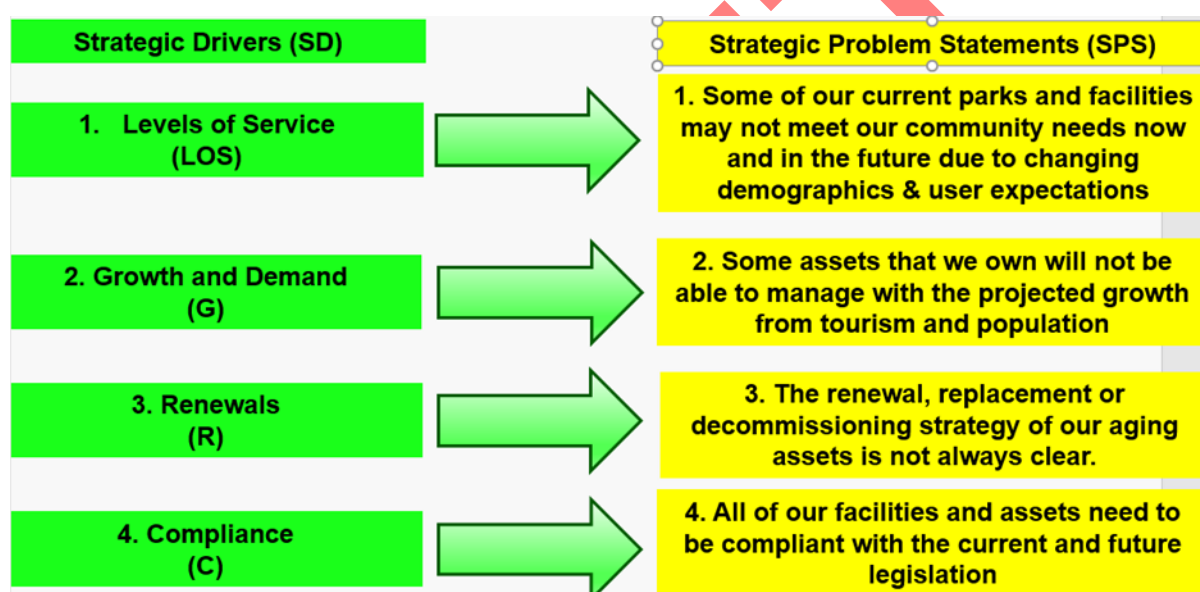 Strategic Drivers (SD)
Strategic Problem Statements (SPS)
1. Levels of Service
(LOS)
1. Some of our current parks and facilities
may not meet our community needs now
and in the future due to changing
demographics & user expectations
2. Growth and Demand
(G)
2. Some assets that we own will not be
able to manage with the projected growth
from tourism and population
3. Renewals
(R)
3. The renewal, replacement or
decommissioning strategy of our aging
assets is not always clear.
4. Compliance
(C)
4. All of our facilities and assets need to
be compliant with the current and future
legislation